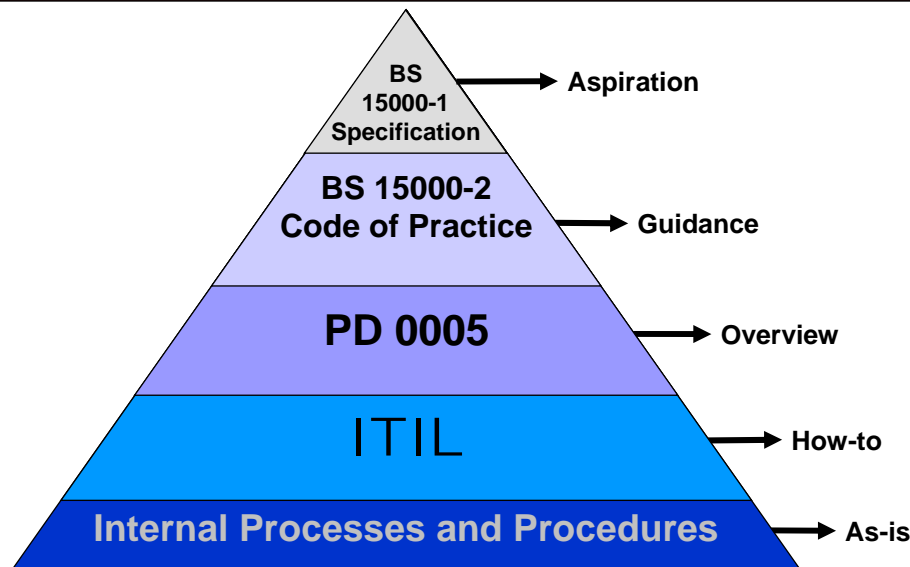 BS
15000-1
Specification
Aspiration
BS 15000-2
Code of Practice
Guidance
PD 0005
Overview
ITIL
How-to
Internal Processes and Procedures
As-is